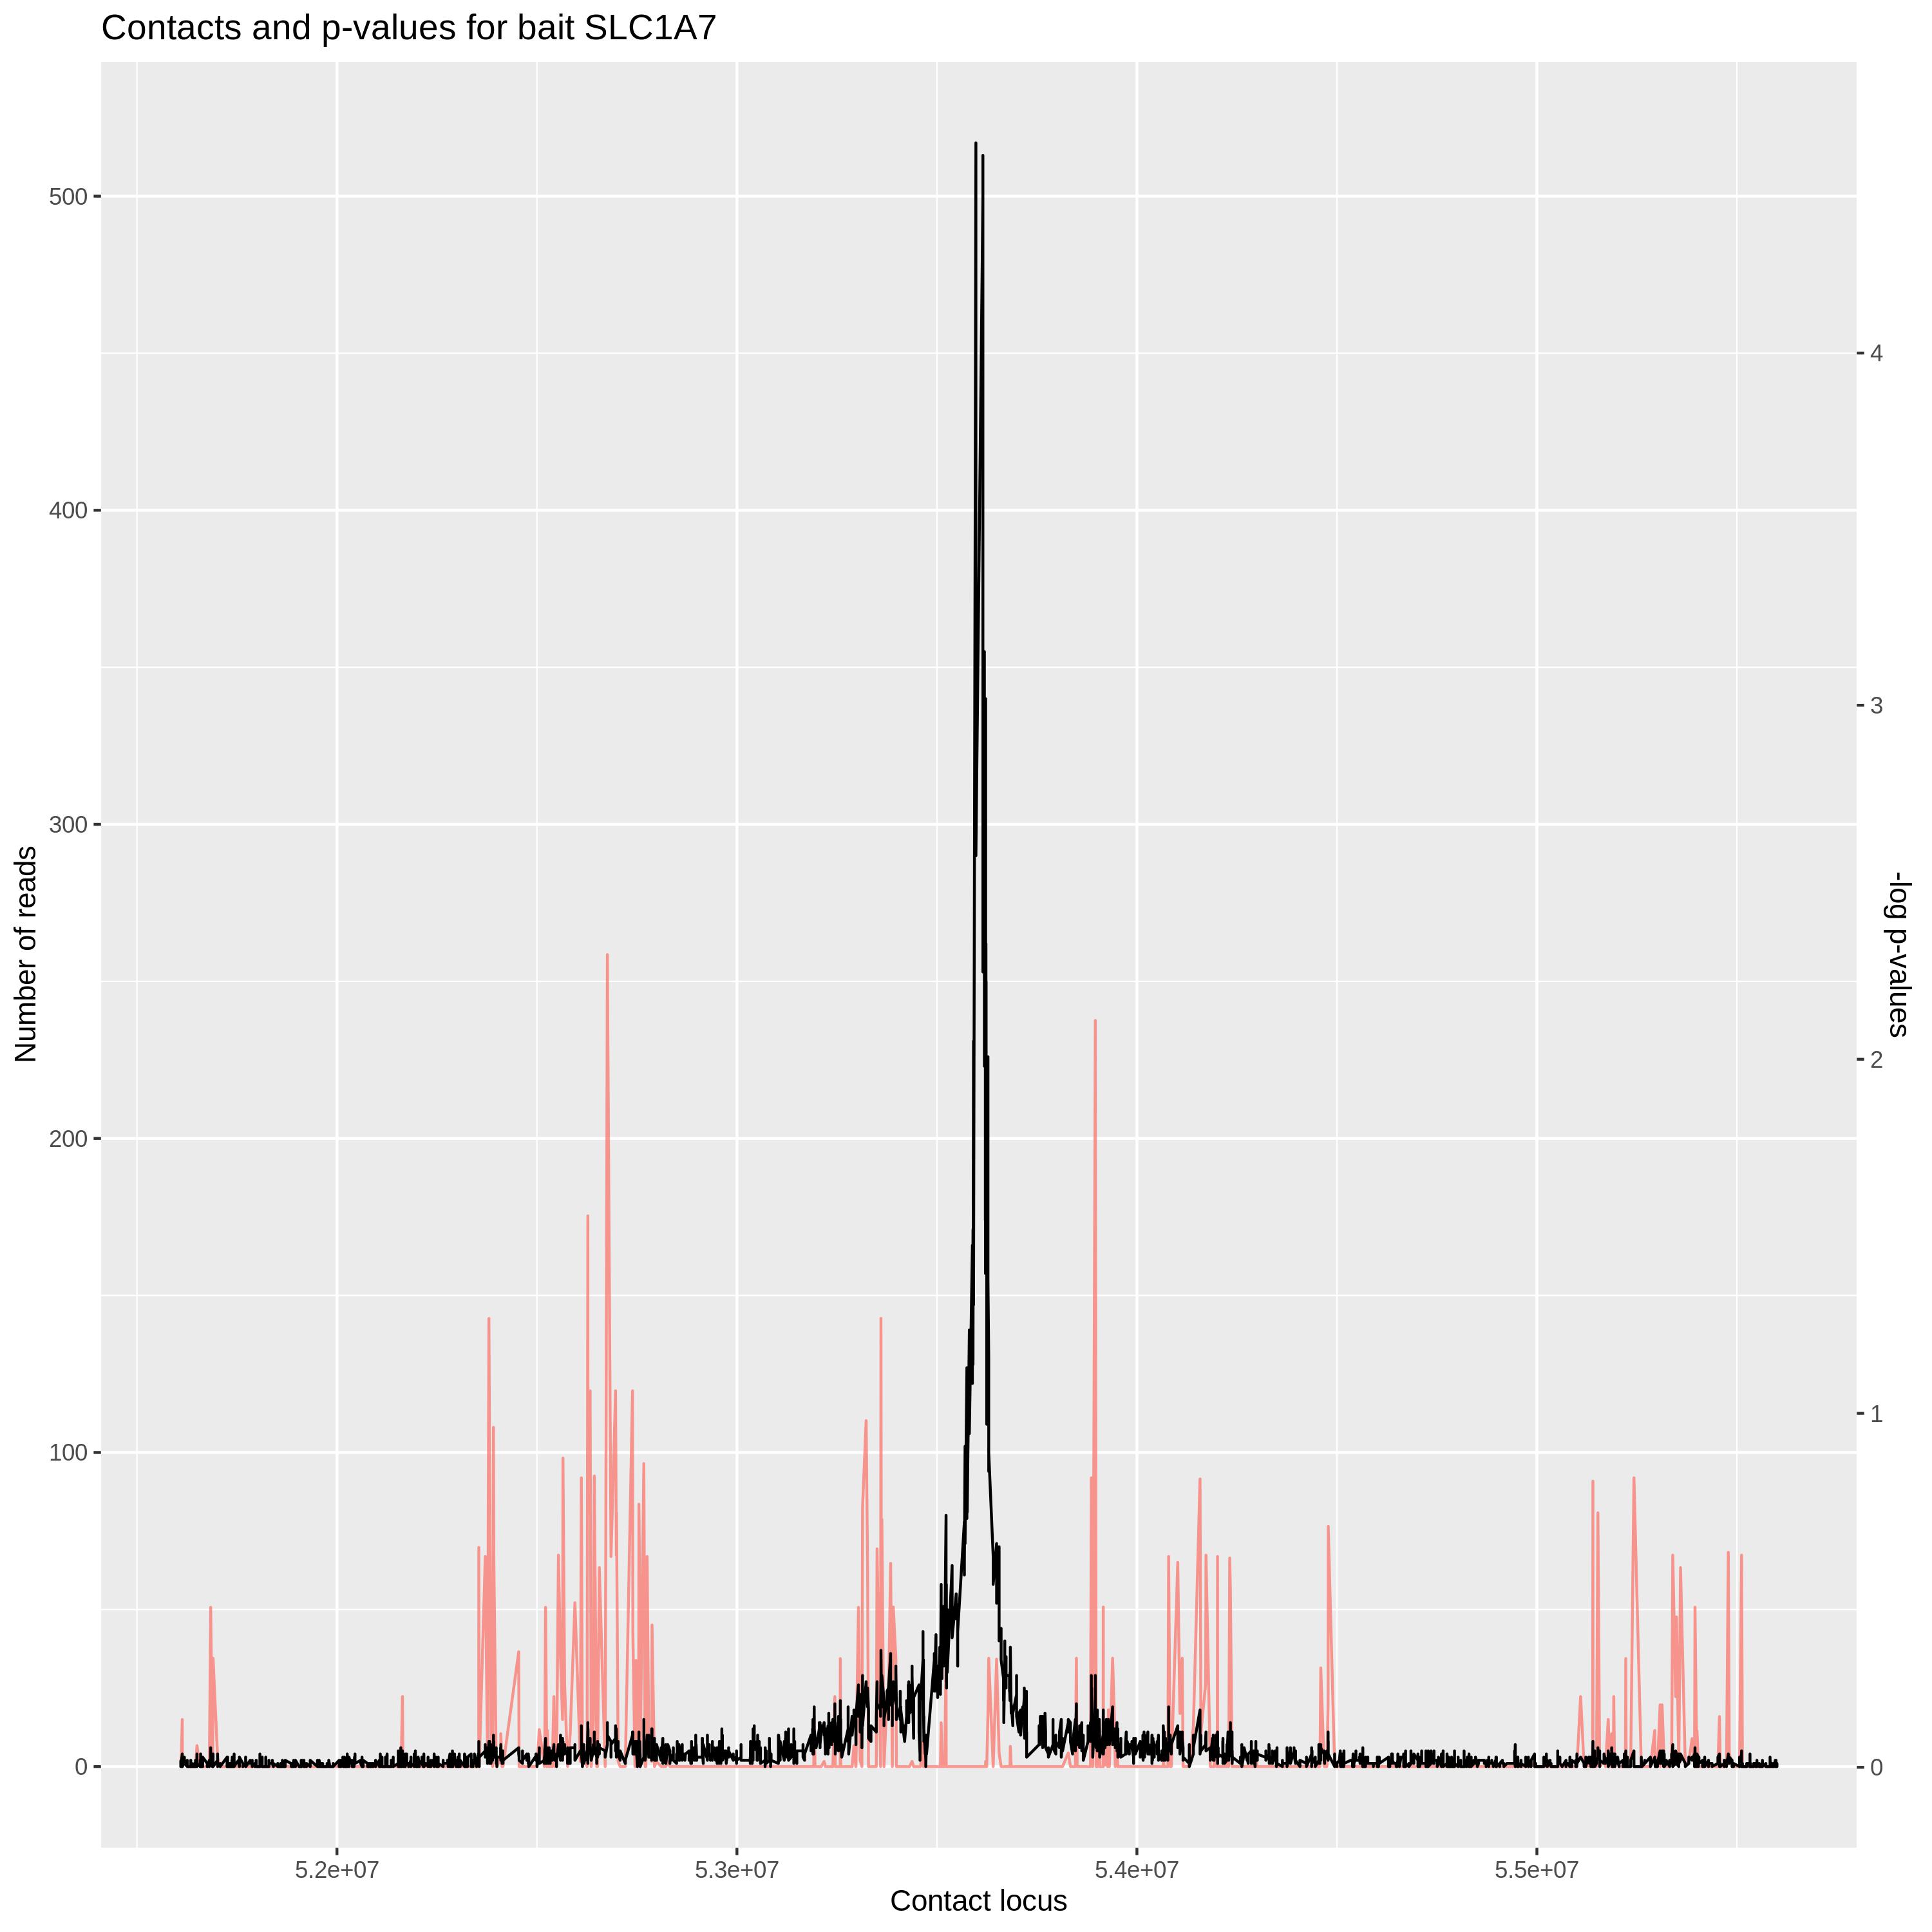 Contacts and p-values for bait SLC1A7
Number of reads
500
400
300
200
100
0
4
3
2
1
0
-log p-values
5.2e+07 5.3e+07 5.4e+07 5.5e+07
Contact locus